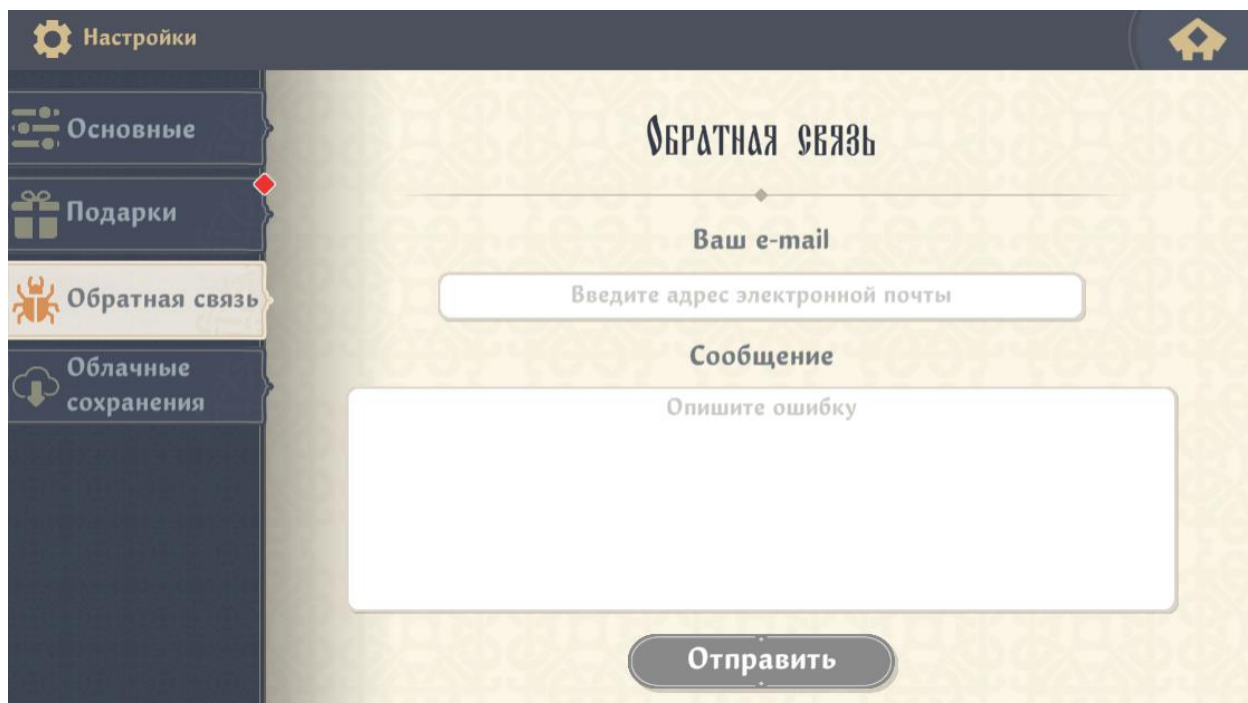 Настройки
Основные
Подарки
Обратная связь
Облачные
сохранения
Обратная связь
Ваш e-mail
Введите адрес электронной почты
Сообщение
Опишите ошибку
Отправить